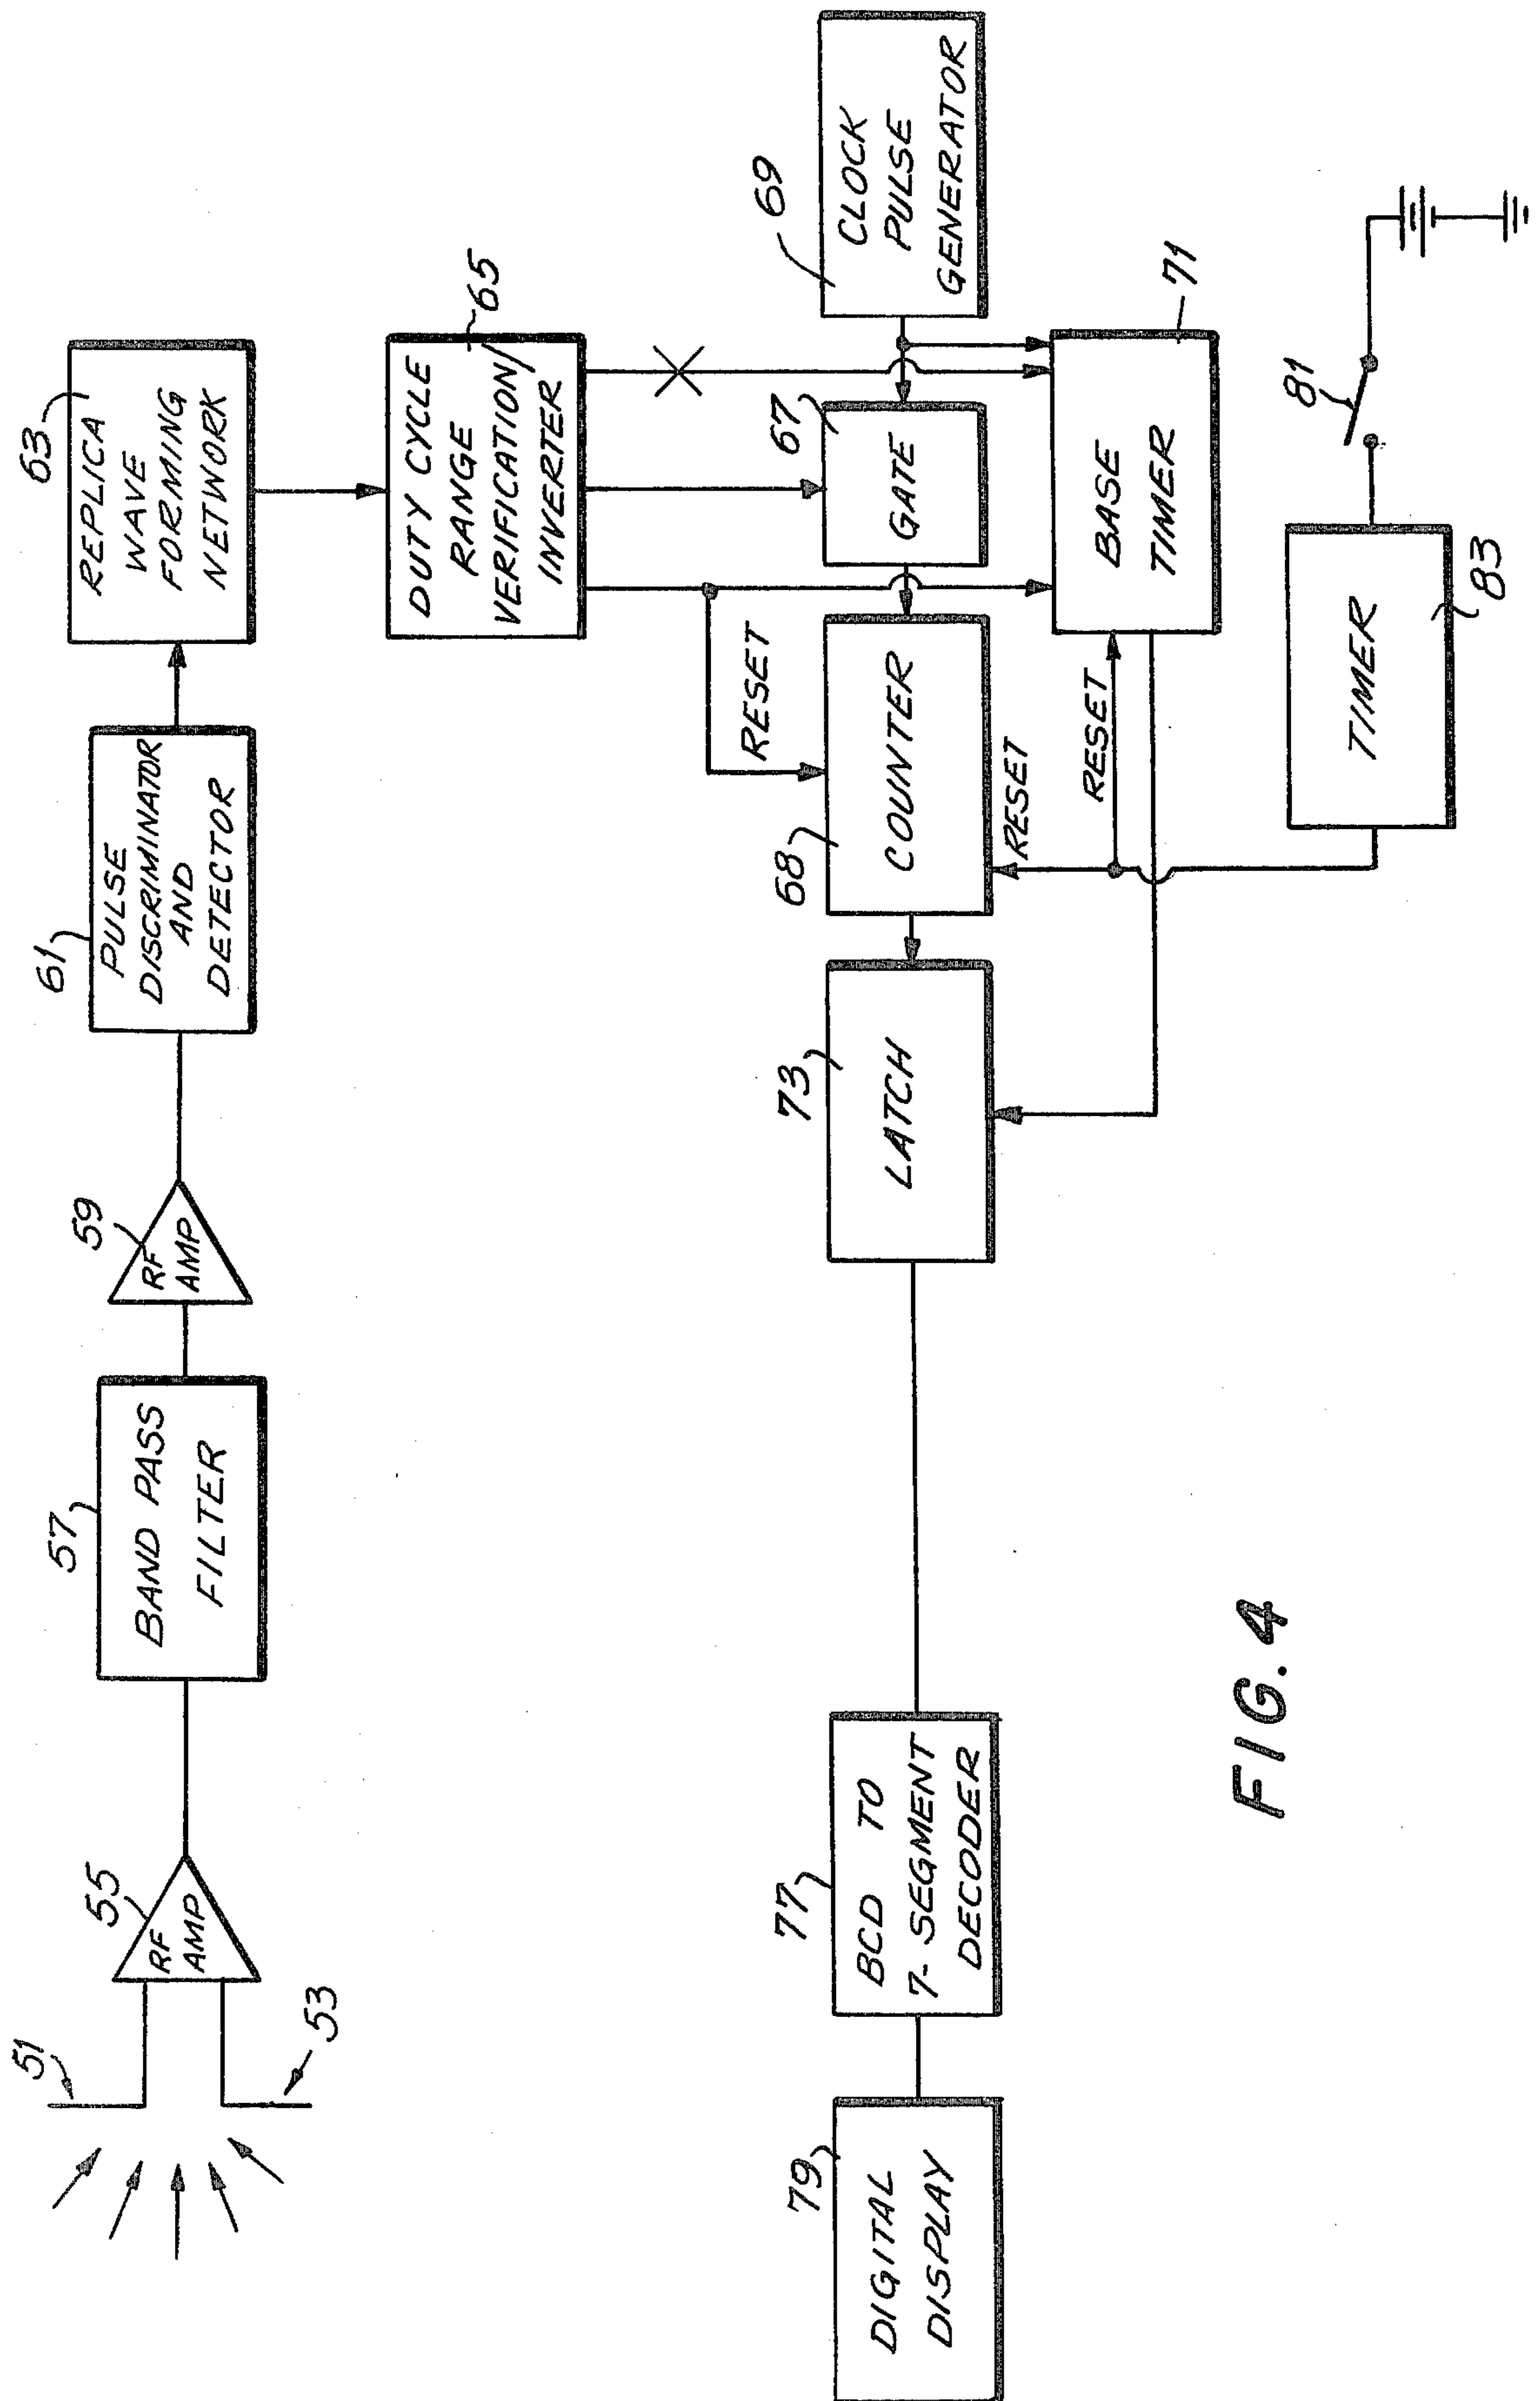 51
53
55
RF
AMP
57
BAND PASS
FILTER
59
RF
AMP
61
PULSE
DISCRIMINATOR
AND
DETECTOR
63
REPLICA
WAVE
FORMING
NETWORK
DUTY CYCLE
RANGE
VERIFICATION/
INVERTER
65
79
DIGITAL
DISPLAY
77
BCD TO
7-SEGMENT
DECODER
73
LATCH
68
COUNTER
RESET
RESET
RESET
67
GATE
69
CLOCK
PULSE
GENERATOR
BASE
TIMER
71
TIMER
83
81
FIG. 4